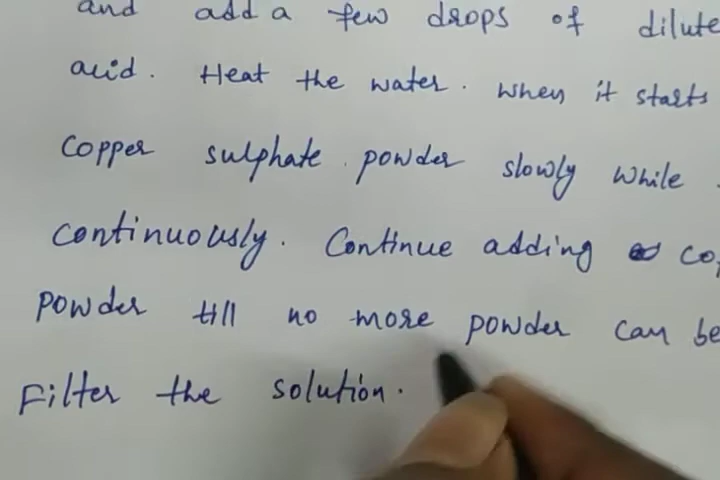 and add a few drops of dilute
acid. Heat the water. When it starts
Copper sulphate powder slowly while
continuously. Continue adding
powder till no more powder can be
Filter the solution.